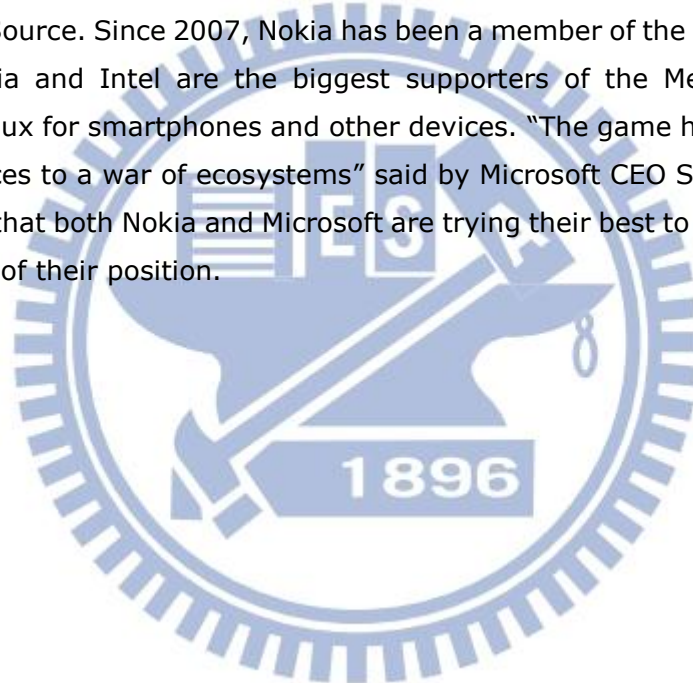 Source. Since 2007, Nokia has been a member of the
ia and Intel are the biggest supporters of the Me
ux for smartphones and other devices. “The game h
ces to a war of ecosystems” said by Microsoft CEO S
that both Nokia and Microsoft are trying their best to
of their position.
E S
1896